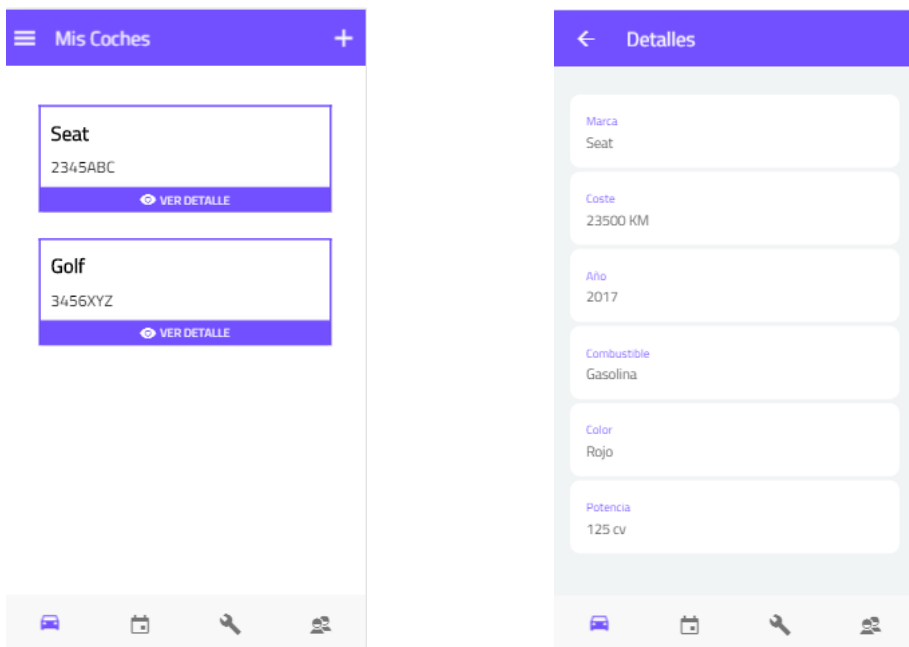 Mis Coches
Seat
2345ABC
VER DETALLE
Golf
3456XYZ
VER DETALLE
Detalles
Marca
Seat
Coste
23500 KM
Año
2017
Combustible
Gasolina
Color
Rojo
Potencia
125 cv